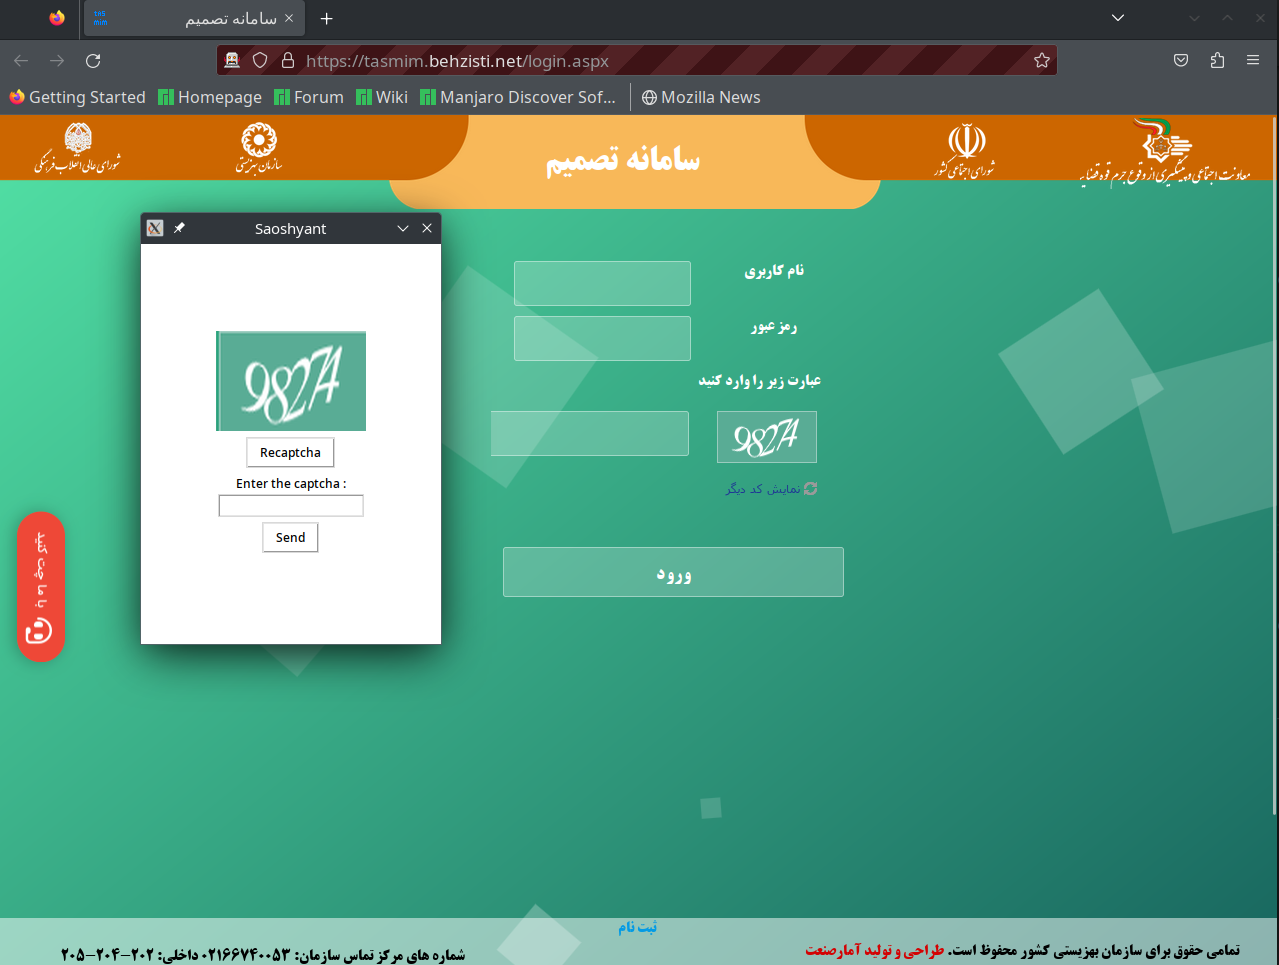 tas
mim
سامانه تصمیم
https://tasmim.behzisti.net/login.aspx
Getting Started
Homepage
Forum
Wiki
Manjaro Discover Sof...
Mozilla News
معاونت اجتماعی و پیشگیری از وقوع جرم قوه قضاییه
شورای اجتماعی کشور
سامانه تصمیم
سازمان بهزیستی
شورای عالی انقلاب فرهنگی
Saoshyant
9827A
Recaptcha
Enter the captcha :
Send
نام کاربری
رمز عبور
عبارت زیر را وارد کنید
9827A
نمایش کد دیگر
ورود
با ما چت کنید
ثبت نام
تمامی حقوق برای سازمان بهزیستی کشور محفوظ است. طراحی و تولید آمارصنعت
شماره های مرکز تماس سازمان: ۰۲۱۶۶۷۴۰۰۵۳ داخلی: ۲۰۲-۲۰۴-۲۰۵